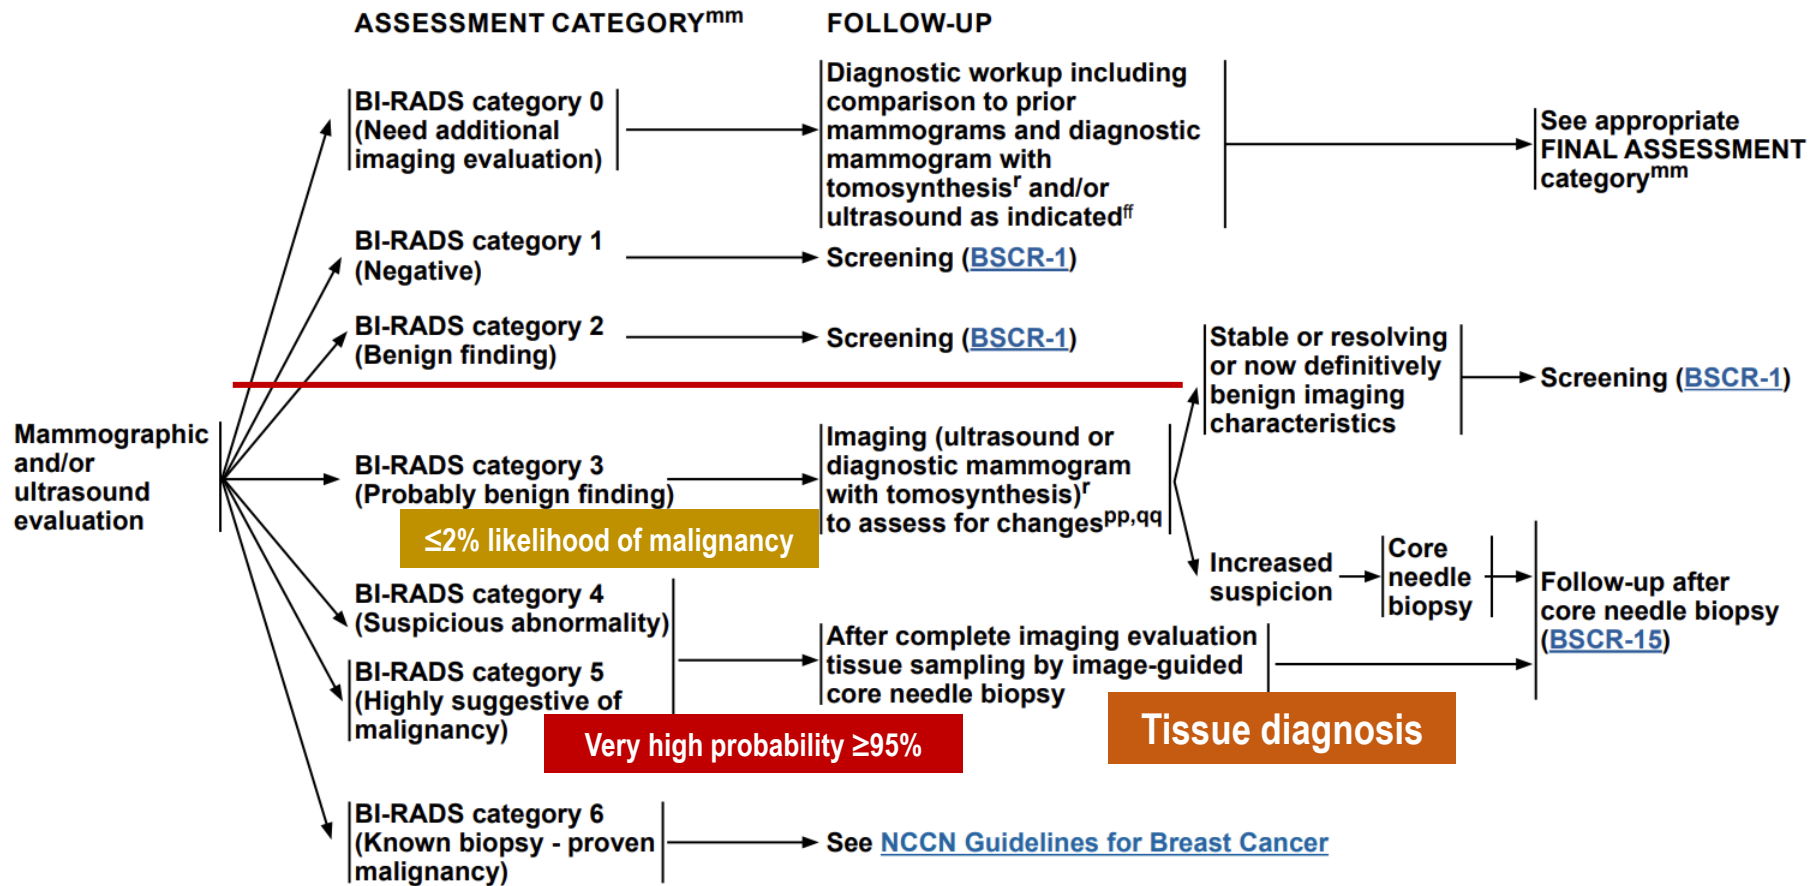 ASSESSMENT CATEGORYmm
FOLLOW-UP
BI-RADS category 0
(Need additional
imaging evaluation)
Diagnostic workup including
comparison to prior
mammograms and diagnostic
mammogram with
tomosynthesisr and/or
ultrasound as indicatedff
See appropriate
FINAL ASSESSMENT
categorymm
BI-RADS category 1
(Negative)
Screening (BSCR-1)
BI-RADS category 2
(Benign finding)
Screening (BSCR-1)
Stable or resolving
or now definitively
benign imaging
characteristics
Screening (BSCR-1)
Mammographic
and/or
ultrasound
evaluation
BI-RADS category 3
(Probably benign finding)
≤2% likelihood of malignancy
Imaging (ultrasound or
diagnostic mammogram
with tomosynthesis)r
to assess for changespp,qq
Increased
suspicion
Core
needle
biopsy
Follow-up after
core needle biopsy
(BSCR-15)
BI-RADS category 4
(Suspicious abnormality)
BI-RADS category 5
(Highly suggestive of
malignancy)
Very high probability ≥95%
After complete imaging evaluation
tissue sampling by image-guided
core needle biopsy
Tissue diagnosis
BI-RADS category 6
(Known biopsy - proven
malignancy)
See NCCN Guidelines for Breast Cancer